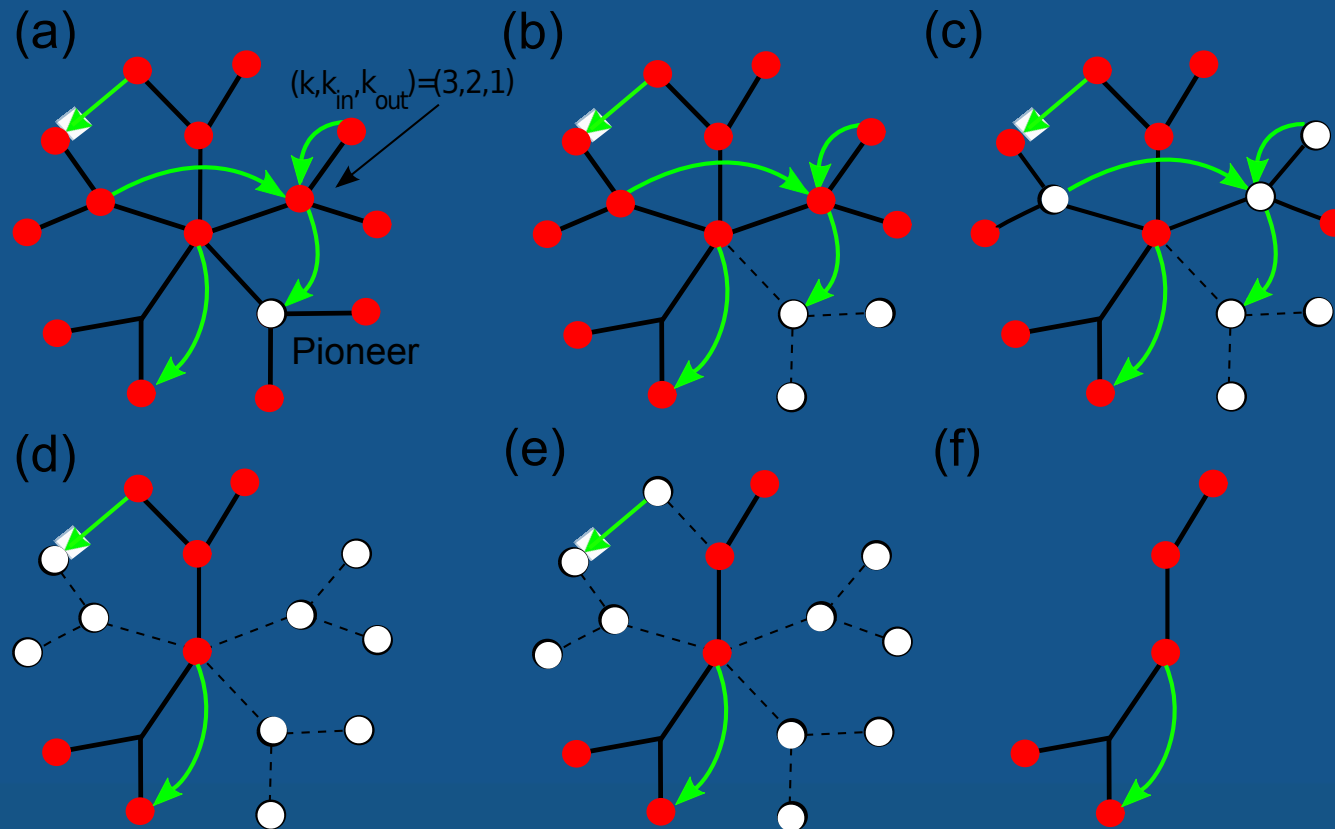 (a)
(b)
(c)
(k,k_in,k_out)=(3,2,1)
Pioneer
(d)
(e)
(f)